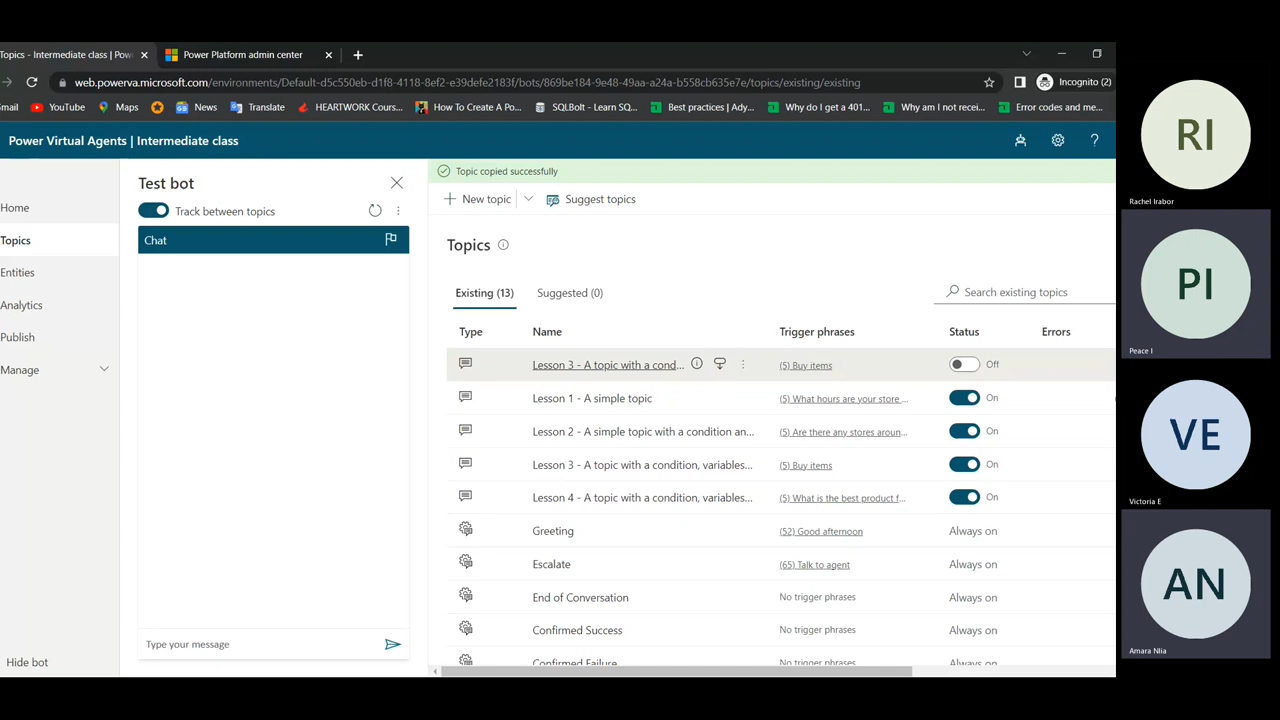 Topics - Intermediate class | Pow
Power Platform admin center
web.powerva.microsoft.com/environments/Default-d5c550eb-d1f8-4118-8ef2-e39defe2183f/bots/869be184-9e48-49aa-a24a-b558cb635e7e/topics/existing/existing
Incognito (2)
mail
YouTube
Maps
News
Translate
HEARTWORK Cours...
How To Create A Po...
SQLBolt - Learn SQ...
Best practices | Ady...
Why do I get a 401...
Why am I not recei...
Error codes and me...
Power Virtual Agents | Intermediate class
Home
Topics
Entities
Analytics
Publish
Manage
Hide bot
Test bot
Track between topics
Chat
Type your message
Topic copied successfully
New topic
Suggest topics
Topics
Existing (13)
Suggested (0)
Search existing topics
Type Name Trigger phrases Status Errors
Lesson 3 - A topic with a cond... (5) Buy items Off
Lesson 1 - A simple topic (5) What hours are your store ... On
Lesson 2 - A simple topic with a condition an... (5) Are there any stores aroun... On
Lesson 3 - A topic with a condition, variables... (5) Buy items On
Lesson 4 - A topic with a condition, variables... (5) What is the best product f... On
Greeting (52) Good afternoon Always on
Escalate (65) Talk to agent Always on
End of Conversation No trigger phrases Always on
Confirmed Success No trigger phrases Always on
Confirmed Failure No trigger phrases Always on
RI
Rachel Irabor
PI
Peace I
VE
Victoria E
AN
Amara Nlia